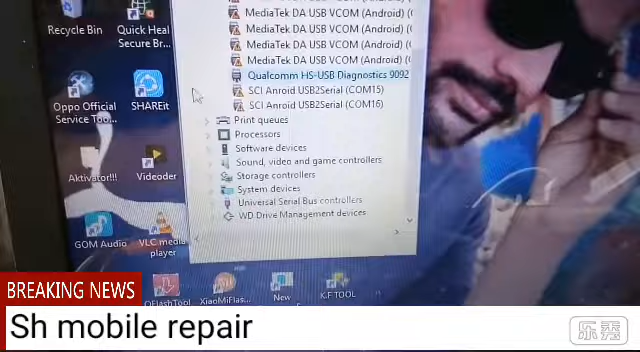 MediaTek DA USB VCOM (Android) (
MediaTek DA USB VCOM (Android) (
MediaTek DA USB VCOM (Android) (
MediaTek DA USB VCOM (Android) (
Qualcomm HS-USB Diagnostics 9092
SCI Anroid USB2Serial (COM15)
SCI Anroid USB2Serial (COM16)
Print queues
Processors
Software devices
Sound, video and game controllers
Storage controllers
System devices
Universal Serial Bus controllers
WD Drive Management devices
Recycle Bin
Quick Heal
Secure Br...
Oppo Official
Service Too...
SHAREit
Aktivator!!!
Videoder
GOM Audio
VLC media
player
QFlashTool
XiaoMiFlas...
New
K.F TOOL
BREAKING NEWS
Sh mobile repair
乐秀